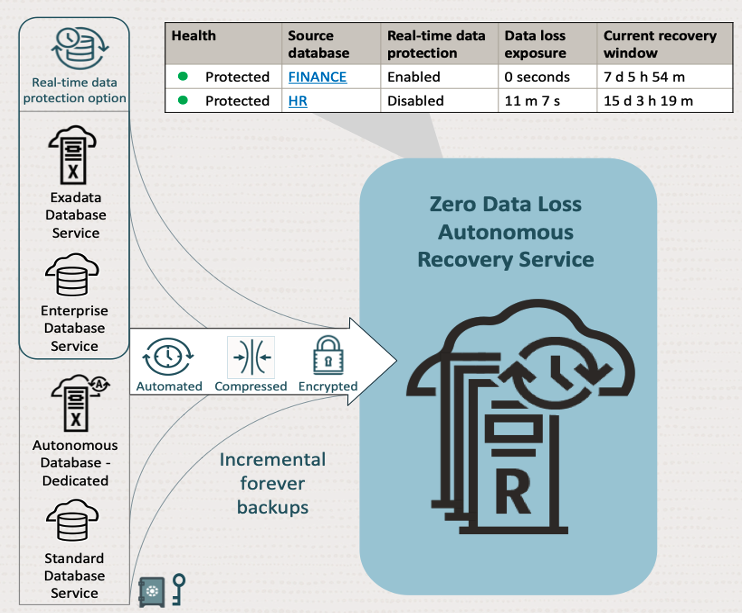 Real-time data
protection option
Health Source database Real-time data protection Data loss exposure Current recovery window
Protected FINANCE Enabled 0 seconds 7 d 5 h 54 m
Protected HR Disabled 11 m 7 s 15 d 3 h 19 m
X
Exadata
Database
Service
Enterprise
Database
Service
A
X
Autonomous
Database -
Dedicated
Standard
Database
Service
Automated Compressed Encrypted
Incremental
forever
backups
Zero Data Loss
Autonomous
Recovery Service
R